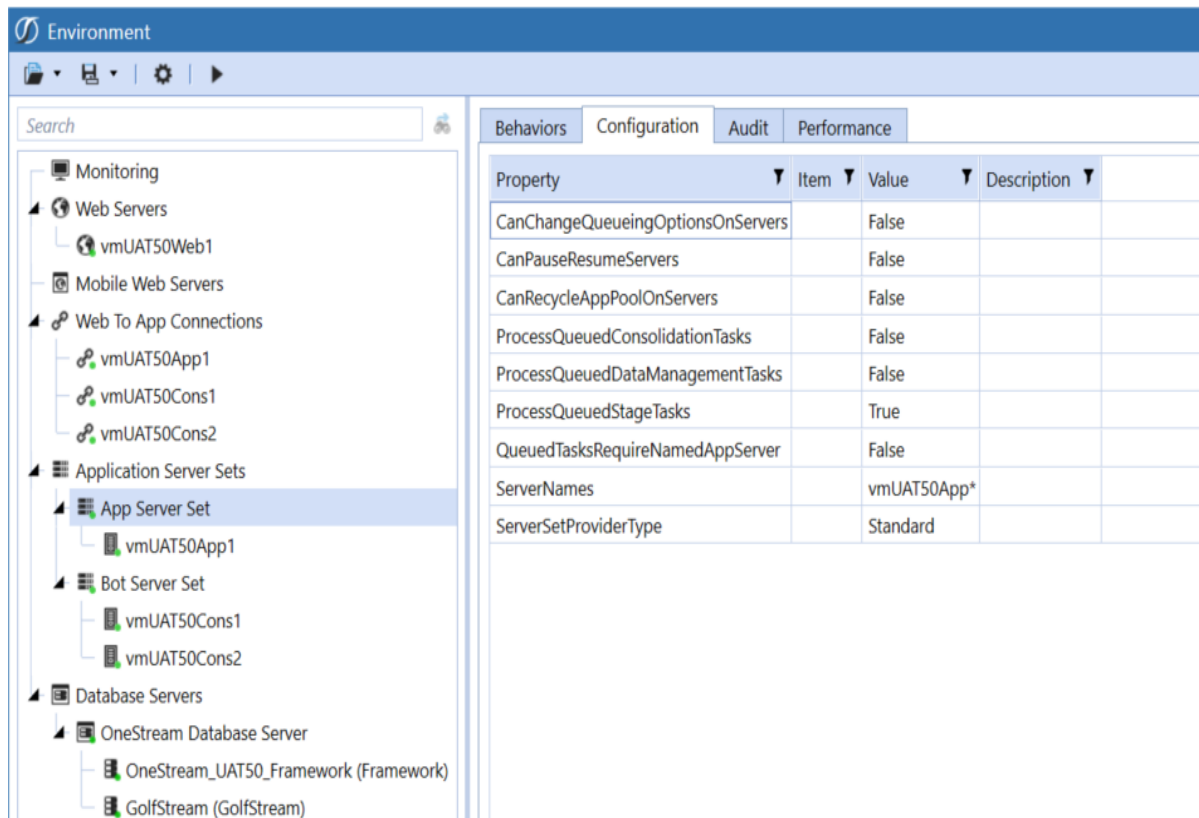 Environment
Search
Monitoring
Web Servers
vmUAT50Web1
Mobile Web Servers
Web To App Connections
vmUAT50App1
vmUAT50Cons1
vmUAT50Cons2
Application Server Sets
App Server Set
vmUAT50App1
Bot Server Set
vmUAT50Cons1
vmUAT50Cons2
Database Servers
OneStream Database Server
OneStream_UAT50_Framework (Framework)
GolfStream (GolfStream)
Behaviors Configuration Audit Performance
Property Item Value Description
CanChangeQueueingOptionsOnServers False
CanPauseResumeServers False
CanRecycleAppPoolOnServers False
ProcessQueuedConsolidationTasks False
ProcessQueuedDataManagementTasks False
ProcessQueuedStageTasks True
QueuedTasksRequireNamedAppServer False
ServerNames vmUAT50App*
ServerSetProviderType Standard